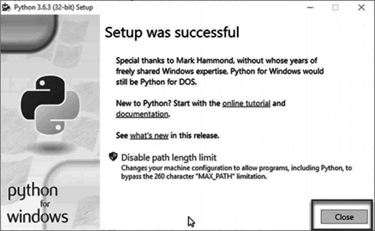 Python 3.6.3 (32-bit) Setup
Setup was successful
Special thanks to Mark Hammond, without whose years of
freely shared Windows expertise, Python for Windows would
still be Python for DOS.
New to Python? Start with the online tutorial and
documentation.
See what's new in this release.
Disable path length limit
Changes your machine configuration to allow programs, including Python, to
bypass the 260 character "MAX_PATH" limitation.
python
for
windows
Close